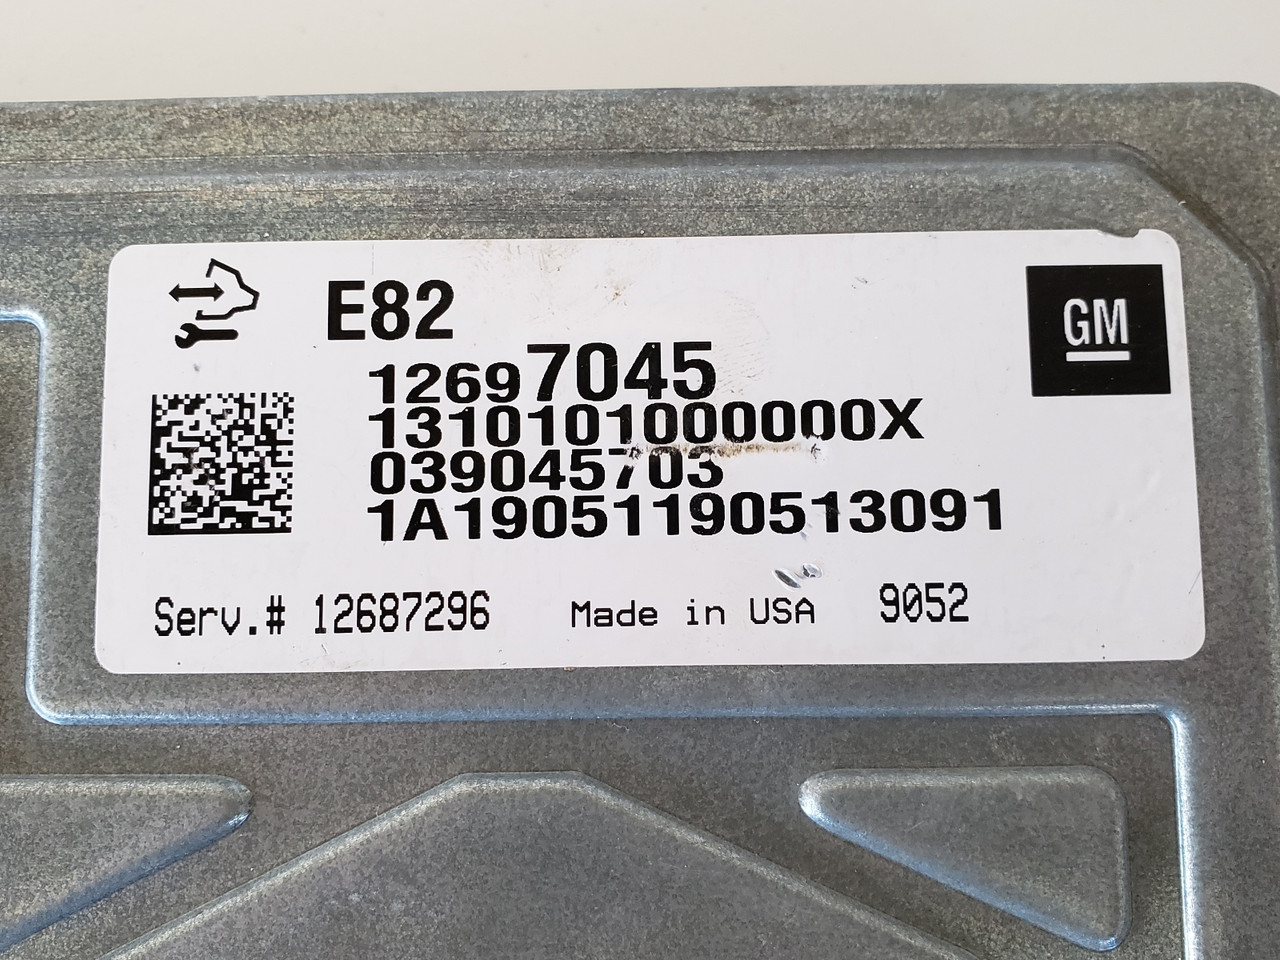 E82
GM
12697045
1310101000000X
039045703
1A19051190513091
Serv.# 12687296 Made in USA 9052